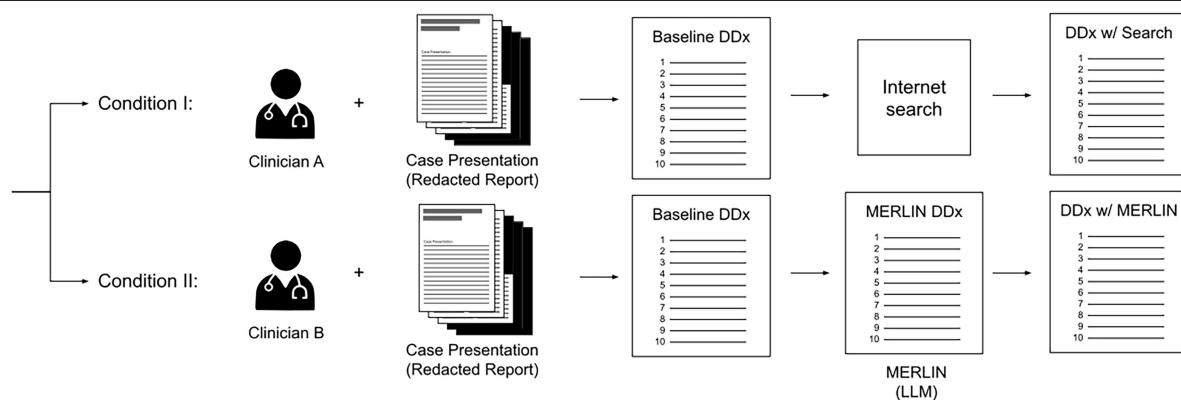 Condition I:
Clinician A
+
Case Presentation
Case Presentation
(Redacted Report)
Baseline DDx
1
2
3
4
5
6
7
8
9
10
Internet
search
DDx w/ Search
1
2
3
4
5
6
7
8
9
10
Condition II:
Clinician B
+
Case Presentation
Case Presentation
(Redacted Report)
Baseline DDx
1
2
3
4
5
6
7
8
9
10
MERLIN DDx
1
2
3
4
5
6
7
8
9
10
MERLIN
(LLM)
DDx w/ MERLIN
1
2
3
4
5
6
7
8
9
10